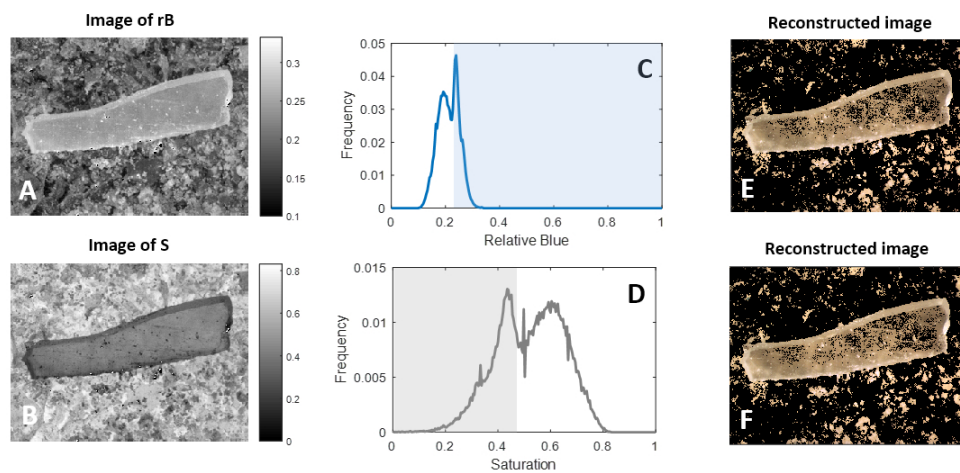 Image of rB
A
0.3
0.25
0.2
0.15
0.1
0.05
0.04
0.03
0.02
0.01
0
Frequency
C
0
0.2
0.4
0.6
0.8
1
Relative Blue
Reconstructed image
E
Image of S
B
0.8
0.6
0.4
0.2
0
0.015
0.01
0.005
0
Frequency
D
0
0.2
0.4
0.6
0.8
1
Saturation
Reconstructed image
F